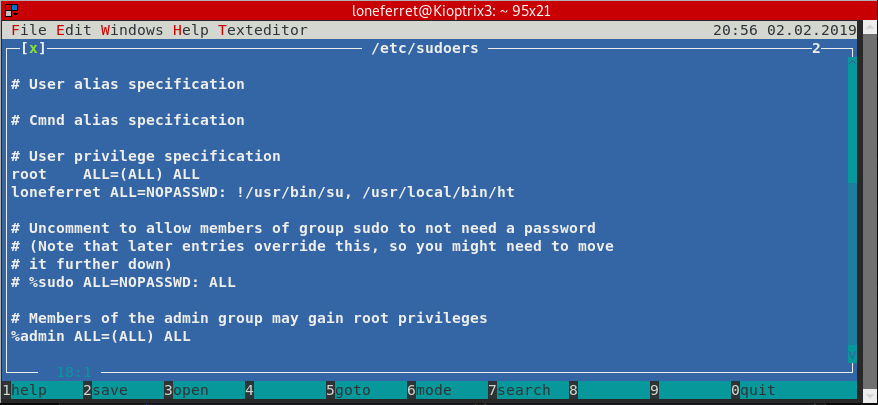 loneferret@Kioptrix3: ~ 95x21
File Edit Windows Help Texteditor 20:56 02.02.2019
[x] /etc/sudoers 2
# User alias specification
# Cmnd alias specification
# User privilege specification
root    ALL=(ALL) ALL
loneferret ALL=NOPASSWD: !/usr/bin/su, /usr/local/bin/ht
# Uncomment to allow members of group sudo to not need a password
# (Note that later entries override this, so you might need to move
# it further down)
# %sudo ALL=NOPASSWD: ALL
# Members of the admin group may gain root privileges
%admin ALL=(ALL) ALL
18:1
1help 2save 3open 4 5goto 6mode 7search 8 9 0quit